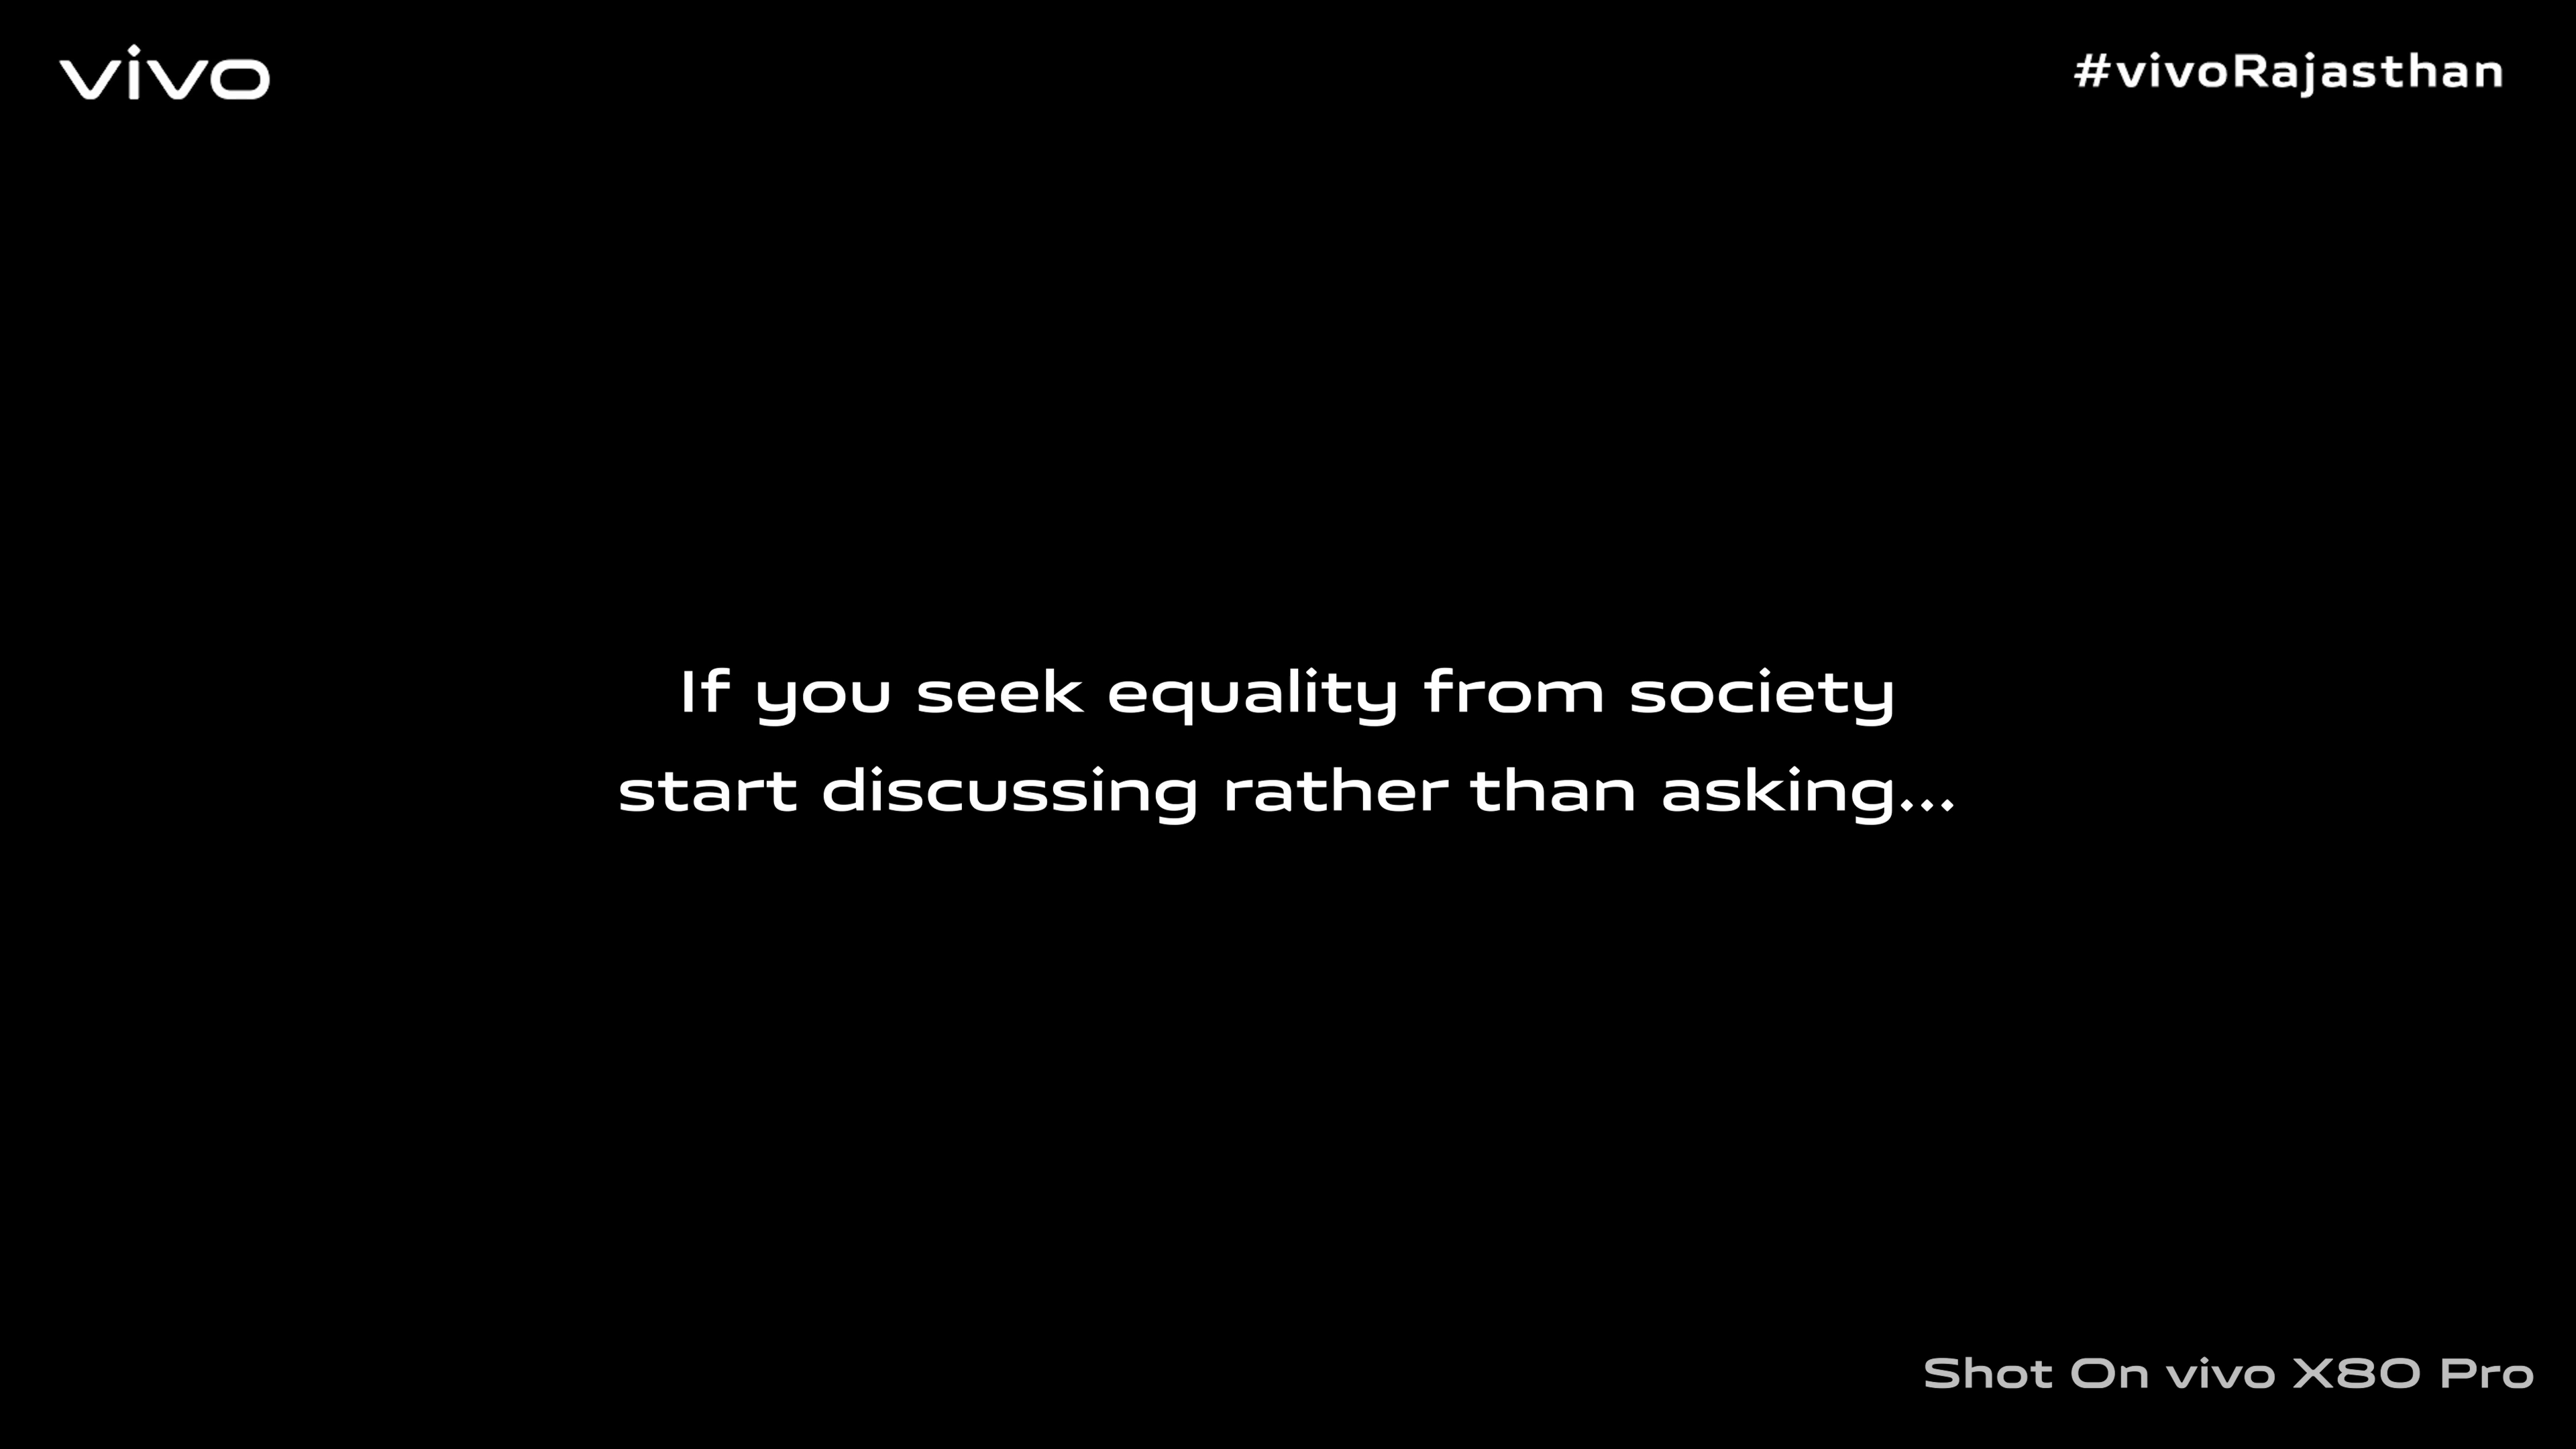 vivo
#vivoRajasthan
If you seek equality from society
start discussing rather than asking...
Shot On vivo X80 Pro